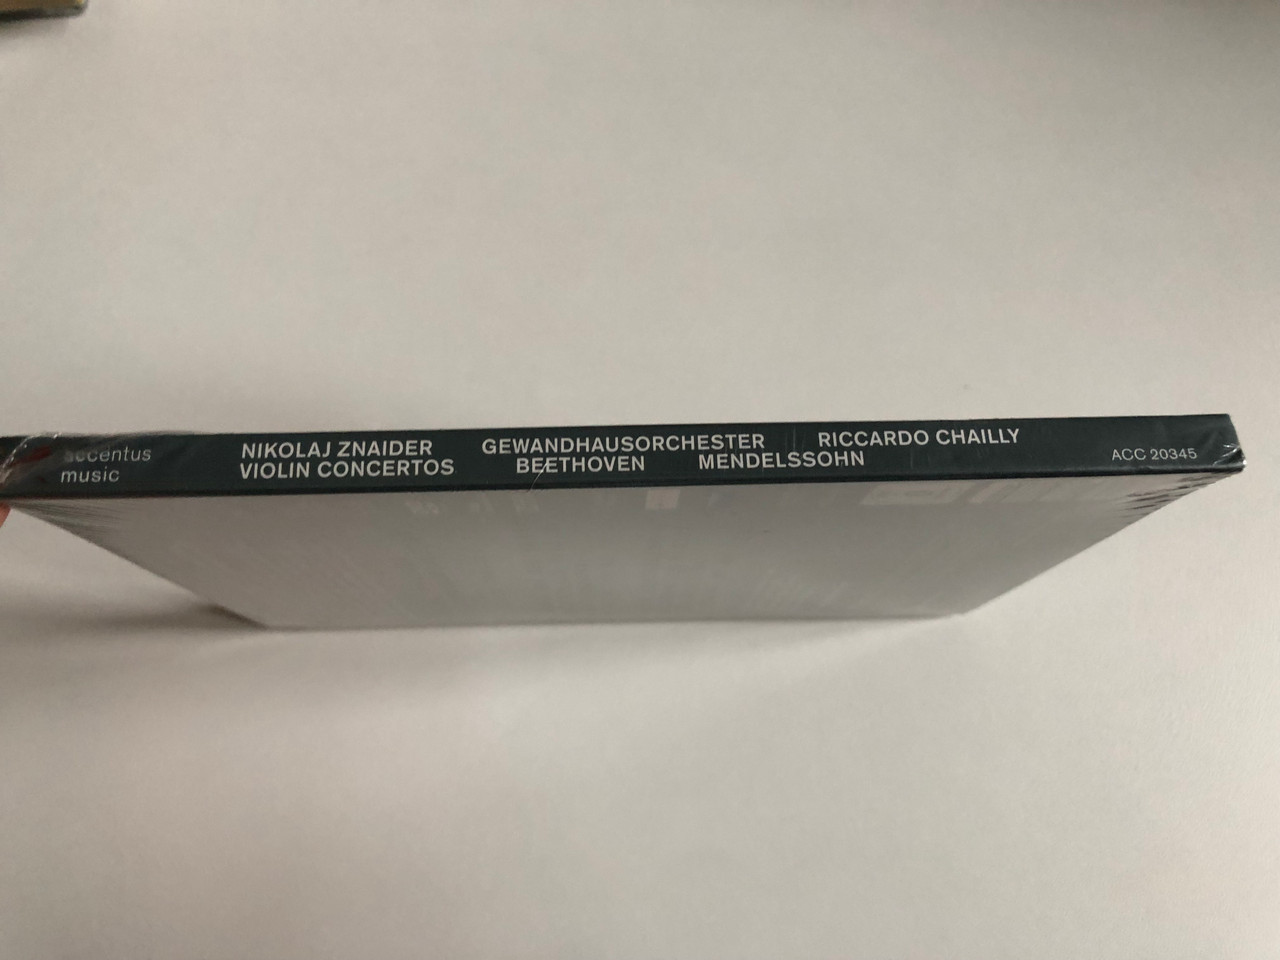 accentus
music
NIKOLAJ ZNAIDER GEWANDHAUSORCHESTER RICCARDO CHAILLY
VIOLIN CONCERTOS BEETHOVEN MENDELSSOHN
ACC 20345